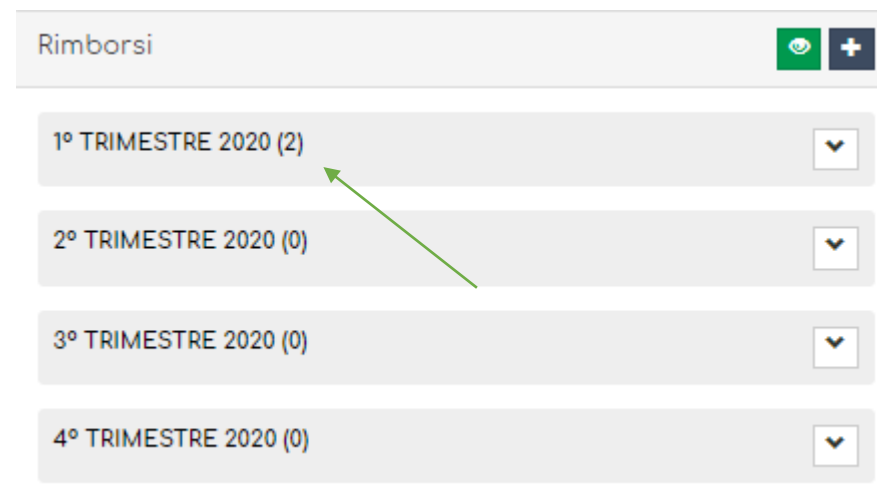 Rimborsi
1º TRIMESTRE 2020 (2)
2º TRIMESTRE 2020 (0)
3º TRIMESTRE 2020 (0)
4º TRIMESTRE 2020 (0)